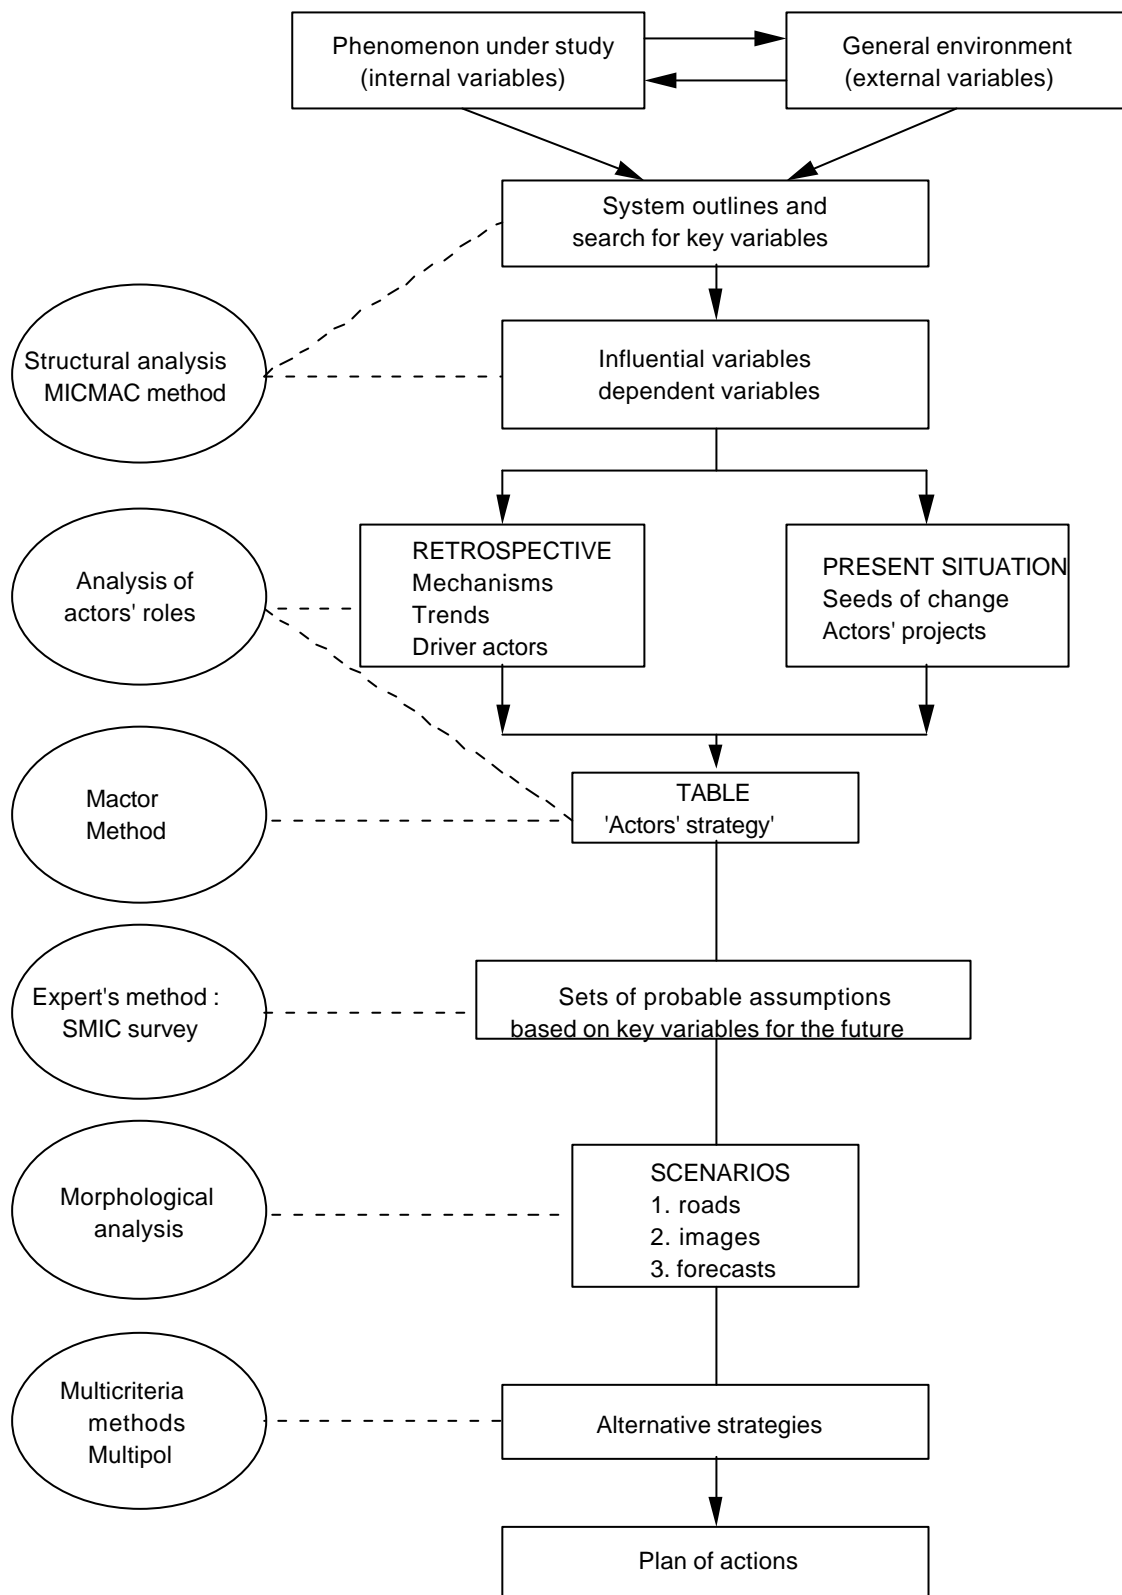 Phenomenon under study
(internal variables)
General environment
(external variables)
System outlines and
search for key variables
Structural analysis
MICMAC method
Influential variables
dependent variables
Analysis of
actors' roles
RETROSPECTIVE
Mechanisms
Trends
Driver actors
PRESENT SITUATION
Seeds of change
Actors' projects
Mactor
Method
TABLE
'Actors' strategy'
Expert's method :
SMIC survey
Sets of probable assumptions
based on key variables for the future
Morphological
analysis
SCENARIOS
1. roads
2. images
3. forecasts
Multicriteria
methods
Multipol
Alternative strategies
Plan of actions